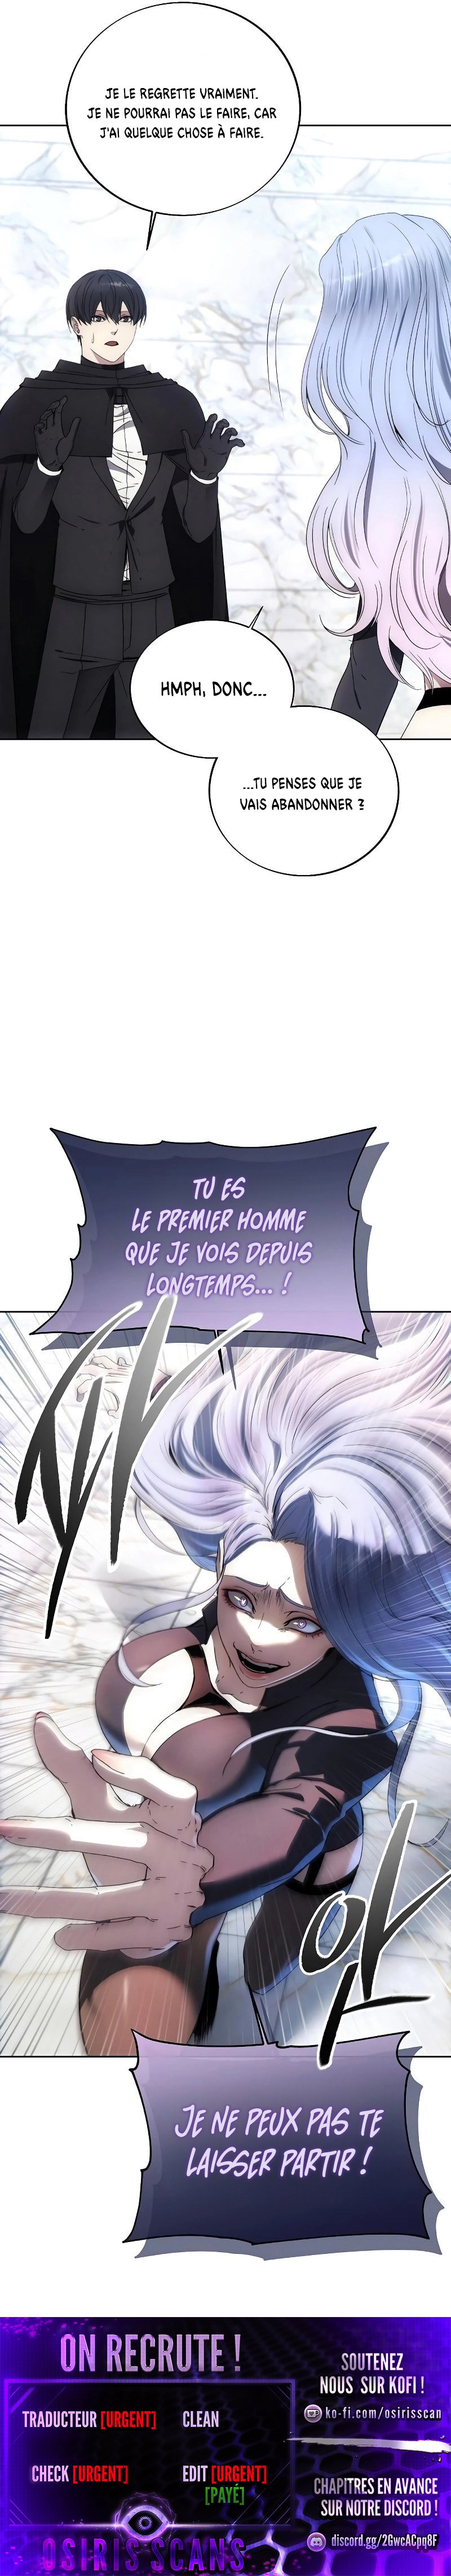 JE LE REGRETTE VRAIMENT.
JE NE POURRAI PAS LE FAIRE, CAR
J'AI QUELQUE CHOSE À FAIRE.
HMPH, DONC...
...TU PENSES QUE JE
VAIS ABANDONNER ?
TU ES
LE PREMIER HOMME
QUE JE VOIS DEPUIS
LONGTEMPS... !
JE NE PEUX PAS TE
LAISSER PARTIR !
ON RECRUTE !
TRADUCTEUR [URGENT]
CLEAN
CHECK [URGENT]
EDIT [URGENT]
[PAYÉ]
OSIRIS SCANS
SOUTENEZ
NOUS SUR KOFI !
ko-fi.com/osirisscan
CHAPITRES EN AVANCE
SUR NOTRE DISCORD !
discord.gg/2GwcACpq8F